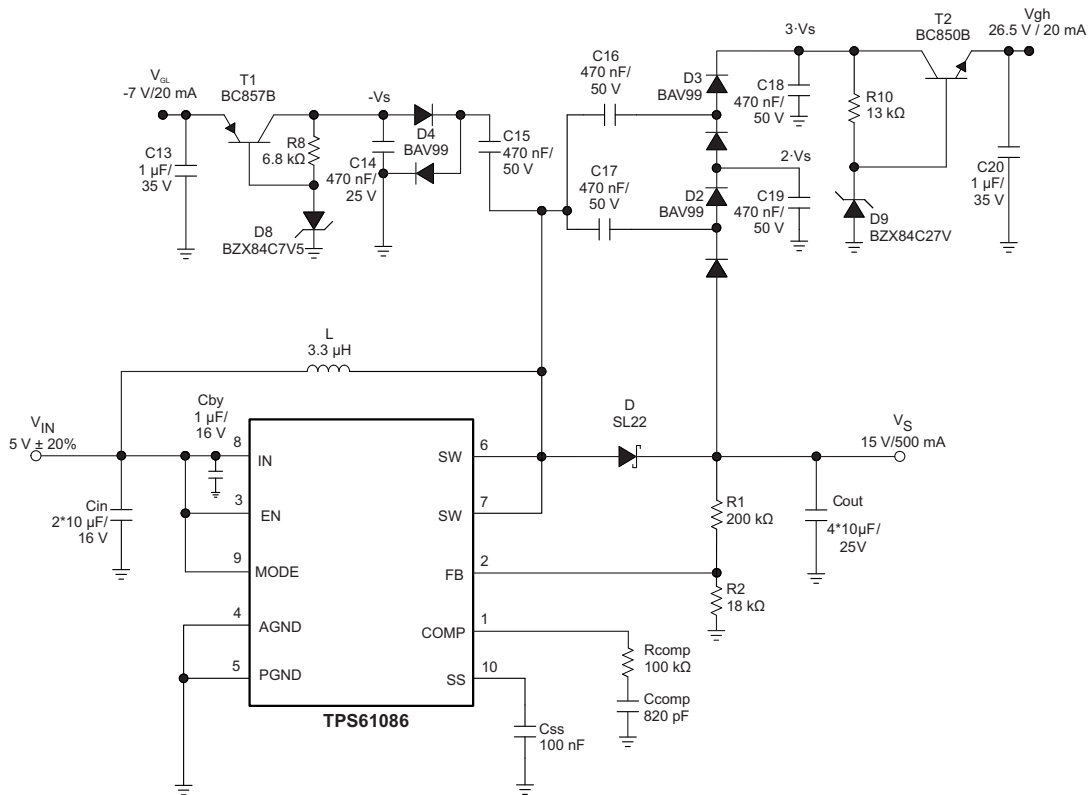 T2
BC850B
Vgh
26.5 V / 20 mA
3·Vs
C16
470 nF/
50 V
D3
BAV99
C18
470 nF/
50 V
R10
13 kΩ
V GL
-7 V/20 mA
T1
BC857B
-Vs
C13
1 µF/
35 V
R8
6.8 kΩ
C14
470 nF/
25 V
D4
BAV99
C15
470 nF/
50 V
2·Vs
C17
470 nF/
50 V
D2
BAV99
C19
470 nF/
50 V
C20
1 µF/
35 V
D8
BZX84C7V5
D9
BZX84C27V
L
3.3 µH
Cby
1 µF/
16 V
VIN
5 V ± 20%
D
SL22
VS
15 V/500 mA
8
IN
6
SW
Cin
2*10 µF/
16 V
3
EN
7
SW
R1
200 kΩ
Cout
4*10µF/
25V
9
MODE
2
FB
R2
18 kΩ
4
AGND
1
COMP
Rcomp
100 kΩ
5
PGND
10
SS
Ccomp
820 pF
TPS61086
Css
100 nF